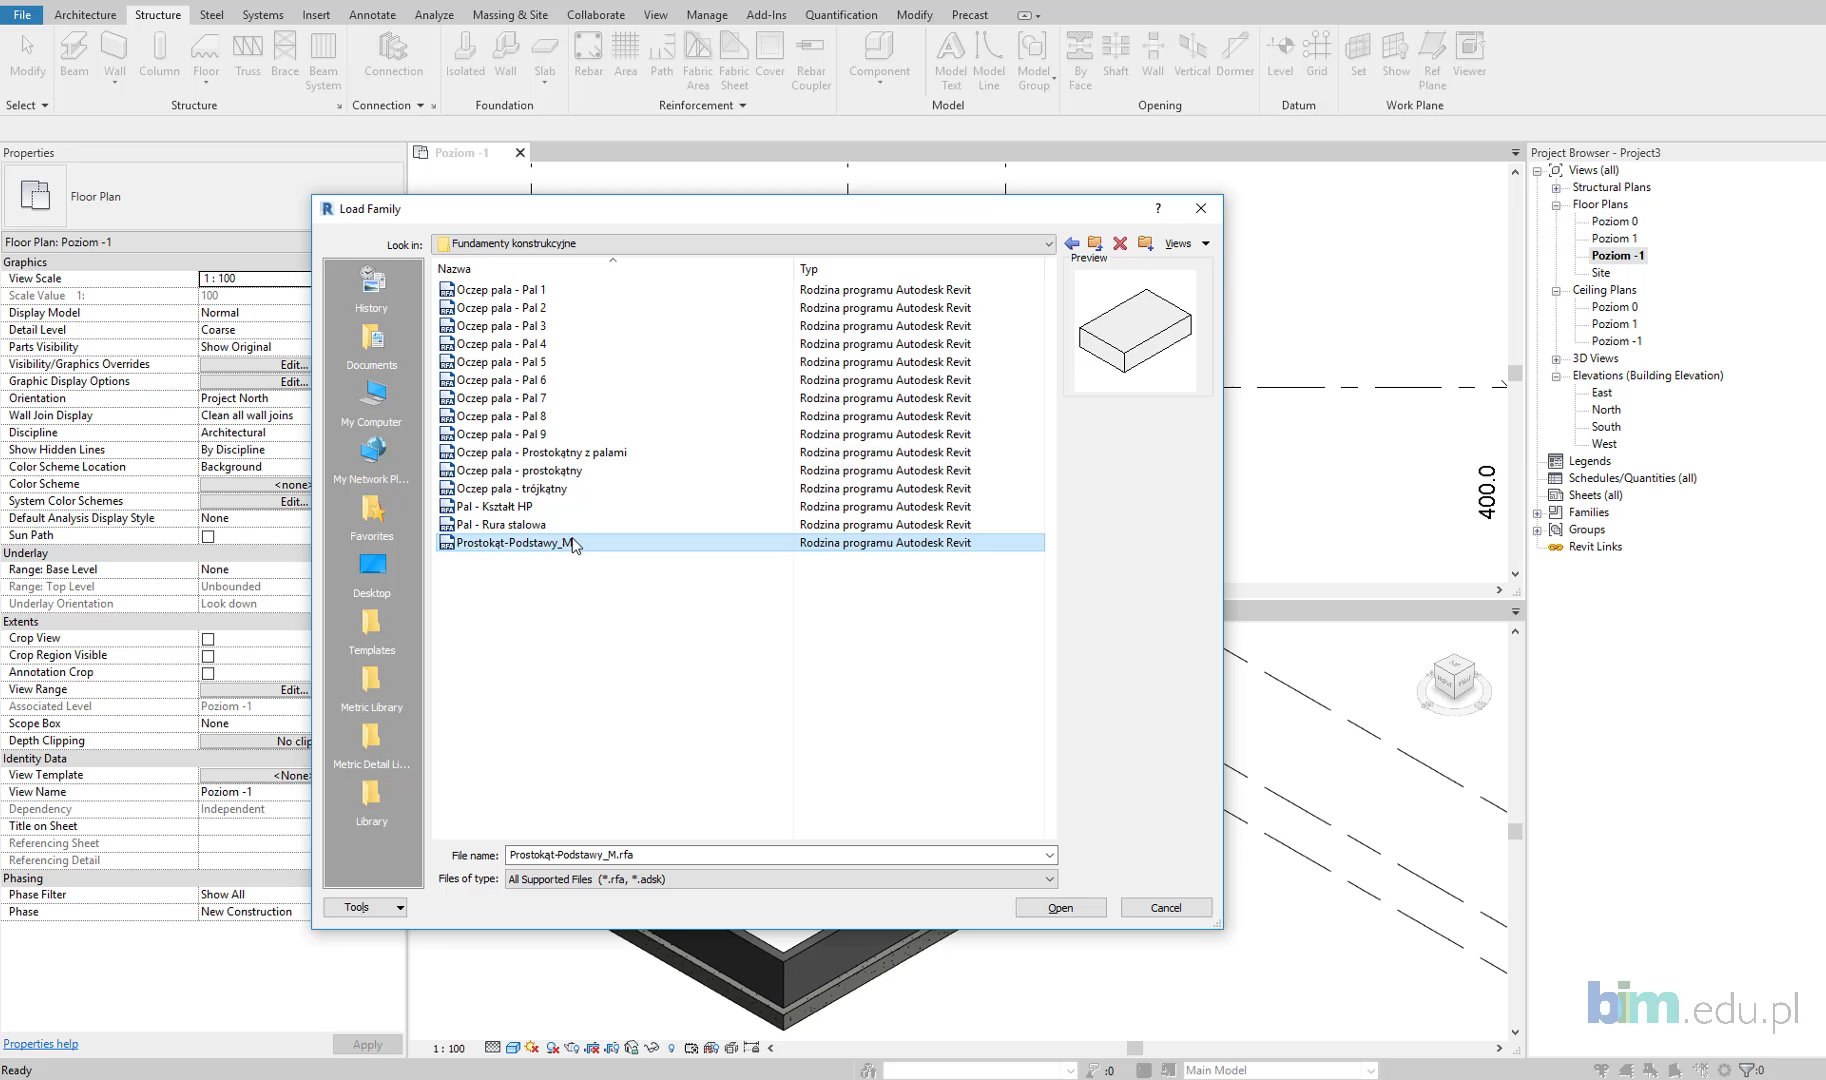 File Architecture Structure Steel Systems Insert Annotate Analyze Massing & Site Collaborate View Manage Add-Ins Quantification Modify Precast
Modify Beam Wall Column Floor Truss Brace Beam System Connection Isolated Wall Slab Rebar Area Path Fabric Area Fabric Sheet Cover Rebar Coupler Component Model Text Model Line Model Group By Face Shaft Wall Vertical Dormer Level Grid Set Show Ref Plane Viewer
Select Structure Connection Foundation Reinforcement Model Opening Datum Work Plane
Properties
Floor Plan
Floor Plan: Poziom -1
Graphics
View Scale 1 : 100
Scale Value 1: 100
Display Model Normal
Detail Level Coarse
Parts Visibility Show Original
Visibility/Graphics Overrides Edit...
Graphic Display Options Edit...
Orientation Project North
Wall Join Display Clean all wall joins
Discipline Architectural
Show Hidden Lines By Discipline
Color Scheme Location Background
Color Scheme <none>
System Color Schemes Edit...
Default Analysis Display Style None
Sun Path
Underlay
Range: Base Level None
Range: Top Level Unbounded
Underlay Orientation Look down
Extents
Crop View
Crop Region Visible
Annotation Crop
View Range Edit...
Associated Level Poziom -1
Scope Box None
Depth Clipping No clip
Identity Data
View Template <None>
View Name Poziom -1
Dependency Independent
Title on Sheet
Referencing Sheet
Referencing Detail
Phasing
Phase Filter Show All
Phase New Construction
Properties help Apply
Ready
Poziom -1
Load Family ?
Look in: Fundamenty konstrukcyjne Views
History
Documents
My Computer
My Network Pl...
Favorites
Desktop
Templates
Metric Library
Metric Detail Li...
Library
Nazwa Typ
Oczep pala - Pal 1 Rodzina programu Autodesk Revit
Oczep pala - Pal 2 Rodzina programu Autodesk Revit
Oczep pala - Pal 3 Rodzina programu Autodesk Revit
Oczep pala - Pal 4 Rodzina programu Autodesk Revit
Oczep pala - Pal 5 Rodzina programu Autodesk Revit
Oczep pala - Pal 6 Rodzina programu Autodesk Revit
Oczep pala - Pal 7 Rodzina programu Autodesk Revit
Oczep pala - Pal 8 Rodzina programu Autodesk Revit
Oczep pala - Pal 9 Rodzina programu Autodesk Revit
Oczep pala - Prostokątny z palami Rodzina programu Autodesk Revit
Oczep pala - prostokątny Rodzina programu Autodesk Revit
Oczep pala - trójkątny Rodzina programu Autodesk Revit
Pal - Kształt HP Rodzina programu Autodesk Revit
Pal - Rura stalowa Rodzina programu Autodesk Revit
Prostokąt-Podstawy_M Rodzina programu Autodesk Revit
Preview
File name: Prostokąt-Podstawy_M.rfa
Files of type: All Supported Files (*.rfa, *.adsk)
Tools Open Cancel
400.0
1 : 100
:0 Main Model :0
Project Browser - Project3
Views (all)
Structural Plans
Floor Plans
Poziom 0
Poziom 1
Poziom -1
Site
Ceiling Plans
Poziom 0
Poziom 1
Poziom -1
3D Views
Elevations (Building Elevation)
East
North
South
West
Legends
Schedules/Quantities (all)
Sheets (all)
Families
Groups
Revit Links
bim.edu.pl